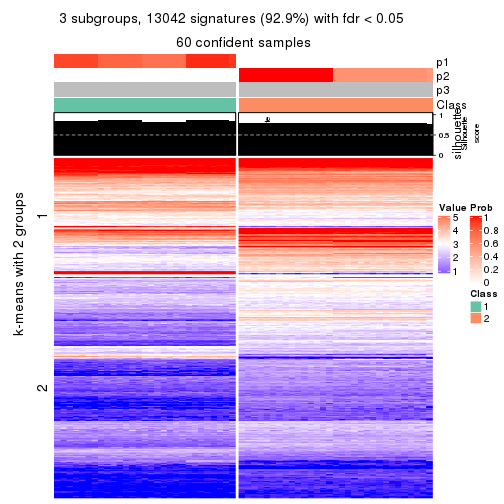 3 subgroups, 13042 signatures (92.9%) with fdr < 0.05
60 confident samples
p1
p2
p3
Class
1
0.5
0
silhouette
Silhouette
score
k-means with 2 groups
1
2
Value
5
4
3
2
1
Prob
1
0.8
0.6
0.4
0.2
0
Class
1
2